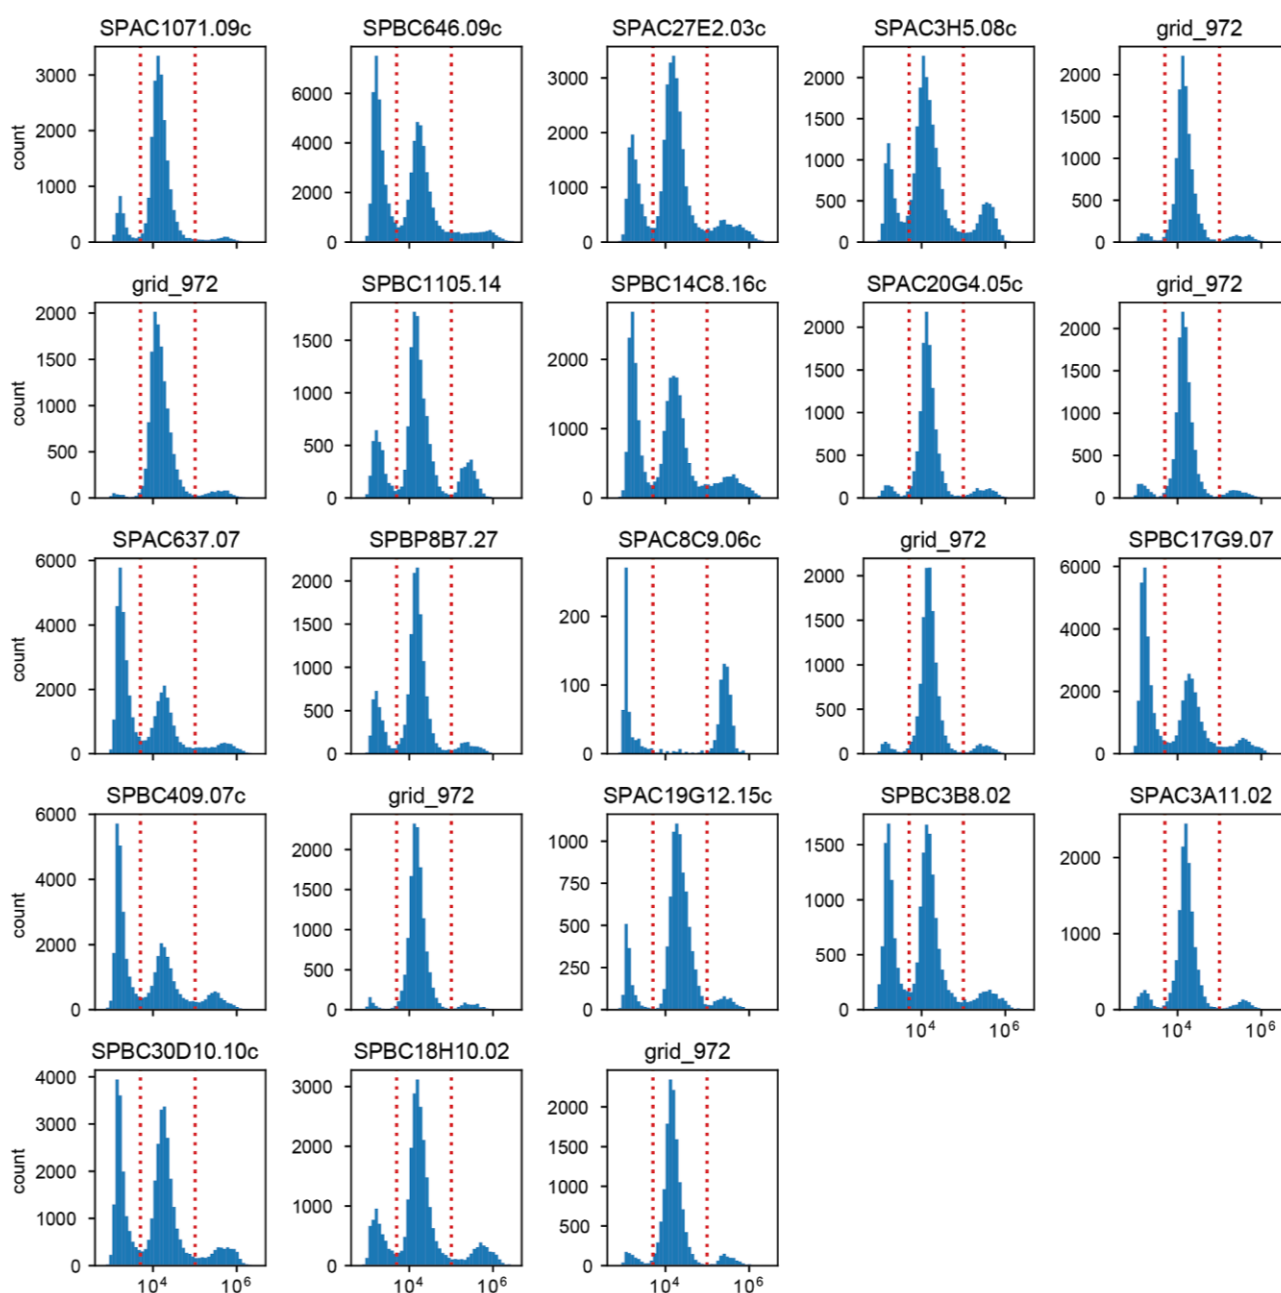 SPAC1071.09c SPBC646.09c SPAC27E2.03c SPAC3H5.08c grid_972
count
3000 2000 1000 0
6000 4000 2000 0
3000 2000 1000 0
2000 1500 1000 500 0
2000 1500 1000 500 0
grid_972 SPBC1105.14 SPBC14C8.16c SPAC20G4.05c grid_972
count
2000 1500 1000 500 0
1500 1000 500 0
2000 1000 0
2000 1500 1000 500 0
2000 1500 1000 500 0
SPAC637.07 SPBP8B7.27 SPAC8C9.06c grid_972 SPBC17G9.07
count
6000 4000 2000 0
2000 1500 1000 500 0
200 100 0
2000 1500 1000 500 0
6000 4000 2000 0
SPBC409.07c grid_972 SPAC19G12.15c SPBC3B8.02 SPAC3A11.02
count
6000 4000 2000 0
2000 1500 1000 500 0
1000 750 500 250 0
1500 1000 500 0
2000 1000 0
10⁴ 10⁶ 10⁴ 10⁶
SPBC30D10.10c SPBC18H10.02 grid_972
count
4000 3000 2000 1000 0
3000 2000 1000 0
2000 1500 1000 500 0
10⁴ 10⁶ 10⁴ 10⁶ 10⁴ 10⁶